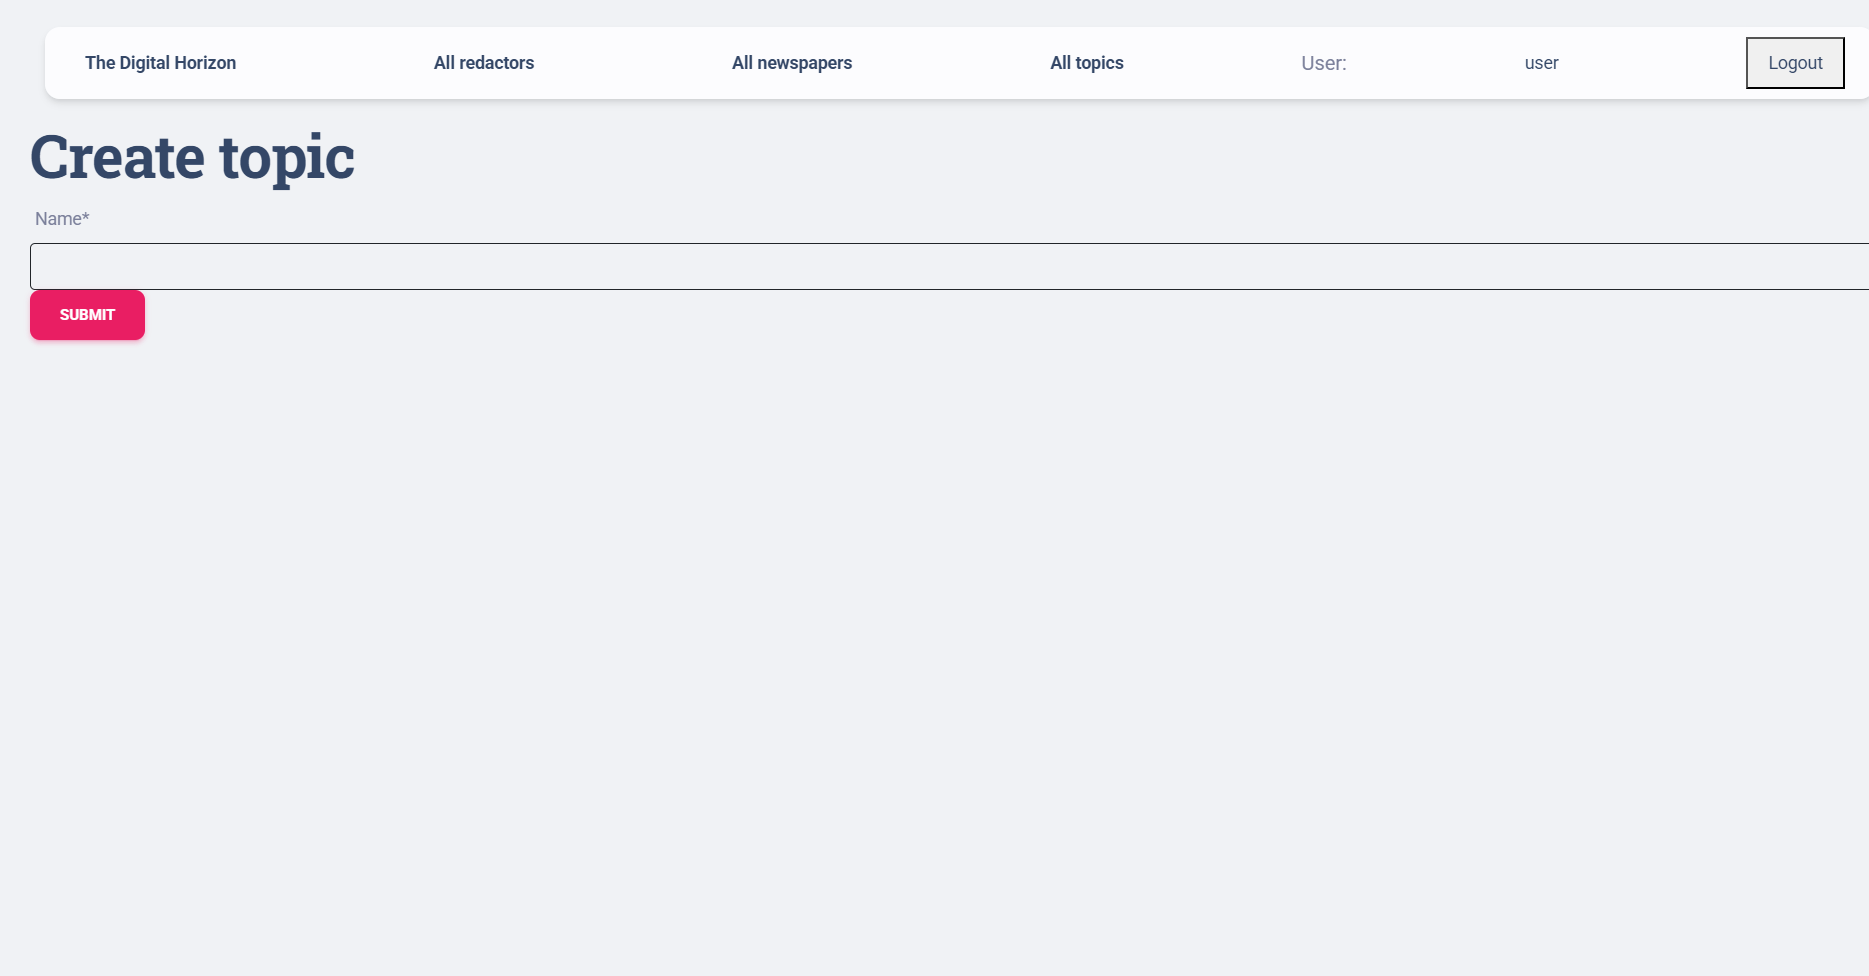 The Digital Horizon All redactors All newspapers All topics User: user Logout
Create topic
Name*
SUBMIT